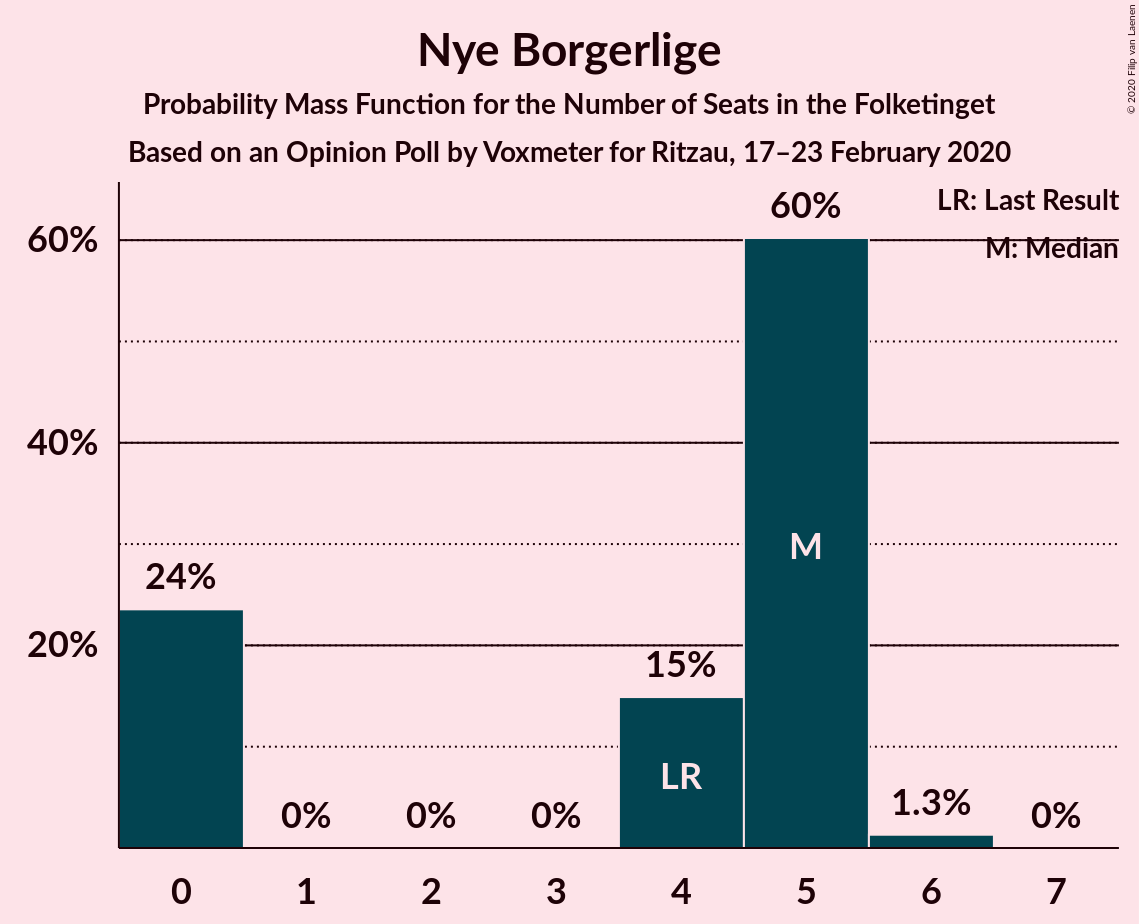 Nye Borgerlige
Probability Mass Function for the Number of Seats in the Folketinget
Based on an Opinion Poll by Voxmeter for Ritzau, 17–23 February 2020
© 2020 Filip van Laenen
LR: Last Result
M: Median
60%
40%
20%
24%
0%
0%
0%
15%
60%
1.3%
0%
LR
M
0 1 2 3 4 5 6 7